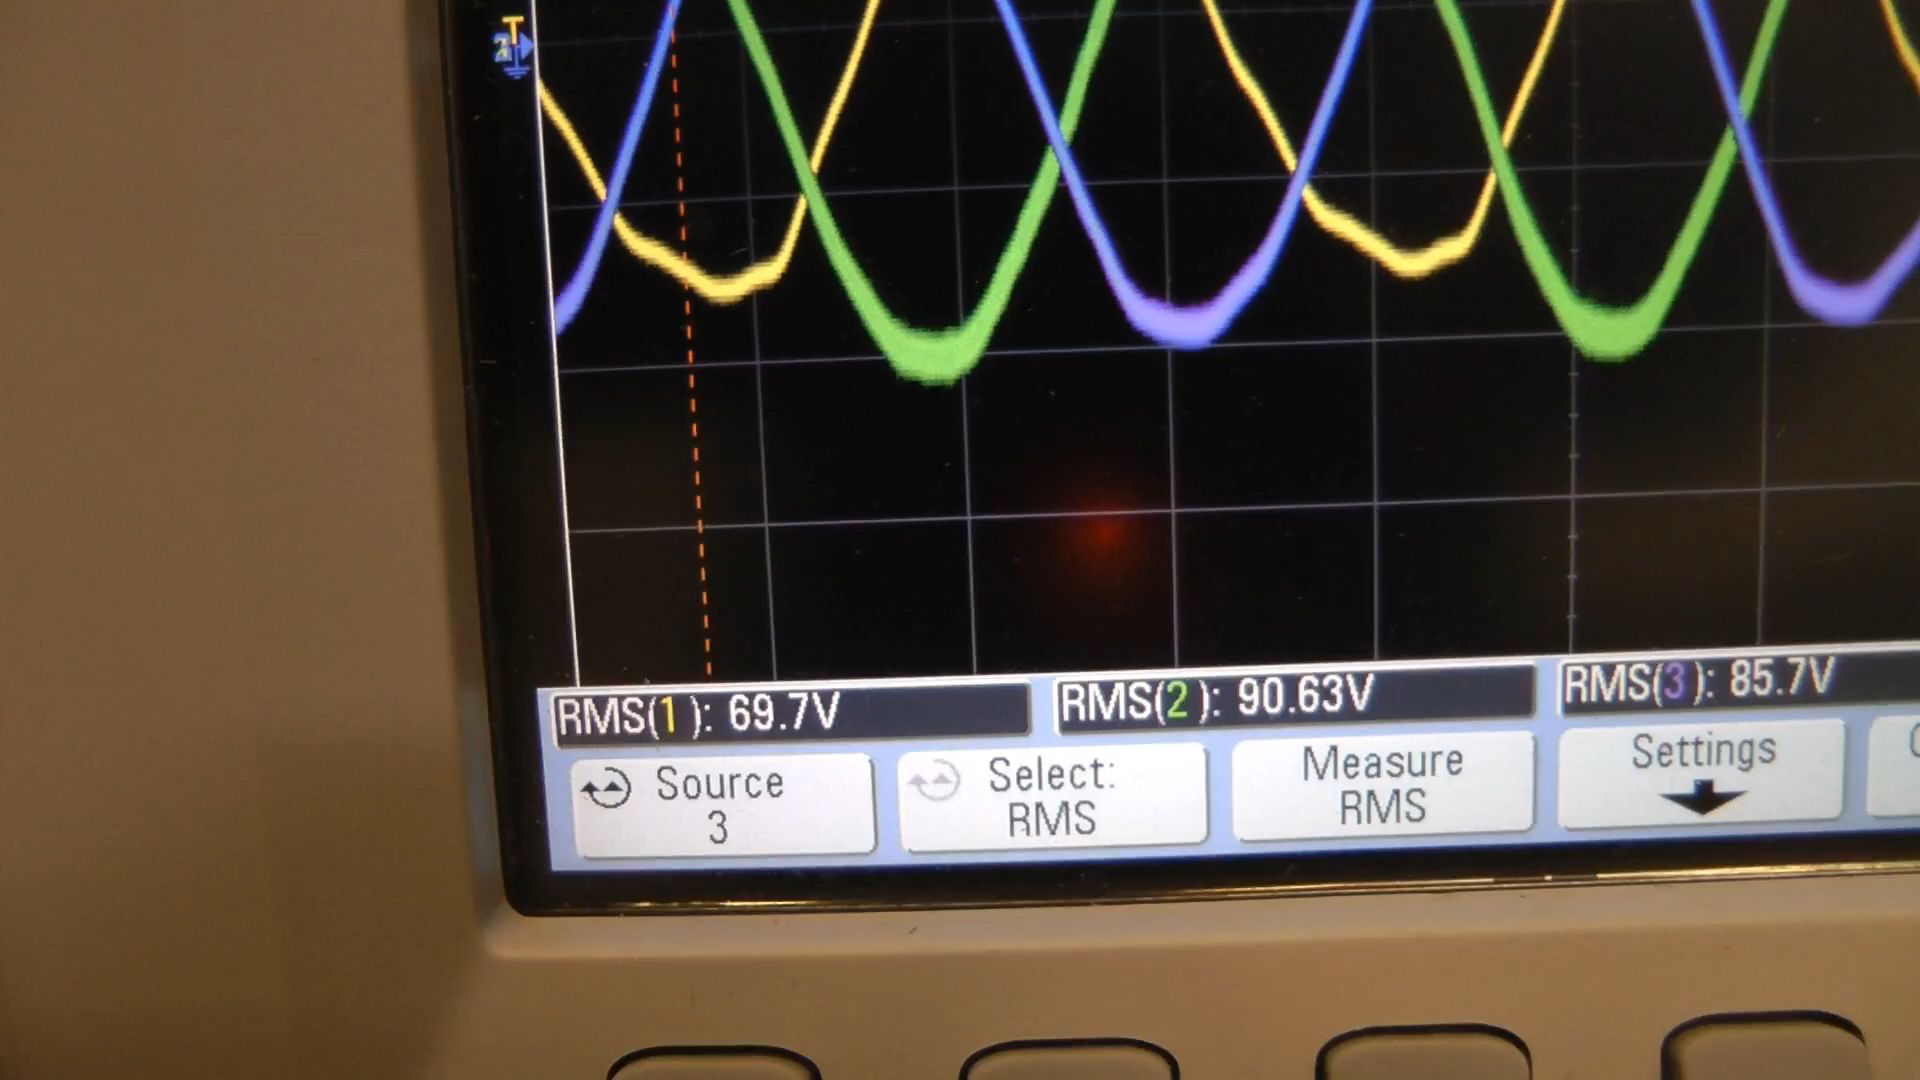 T
2
RMS(1): 69.7V
RMS(2): 90.63V
RMS(3): 85.7V
Source
3
Select:
RMS
Measure
RMS
Settings